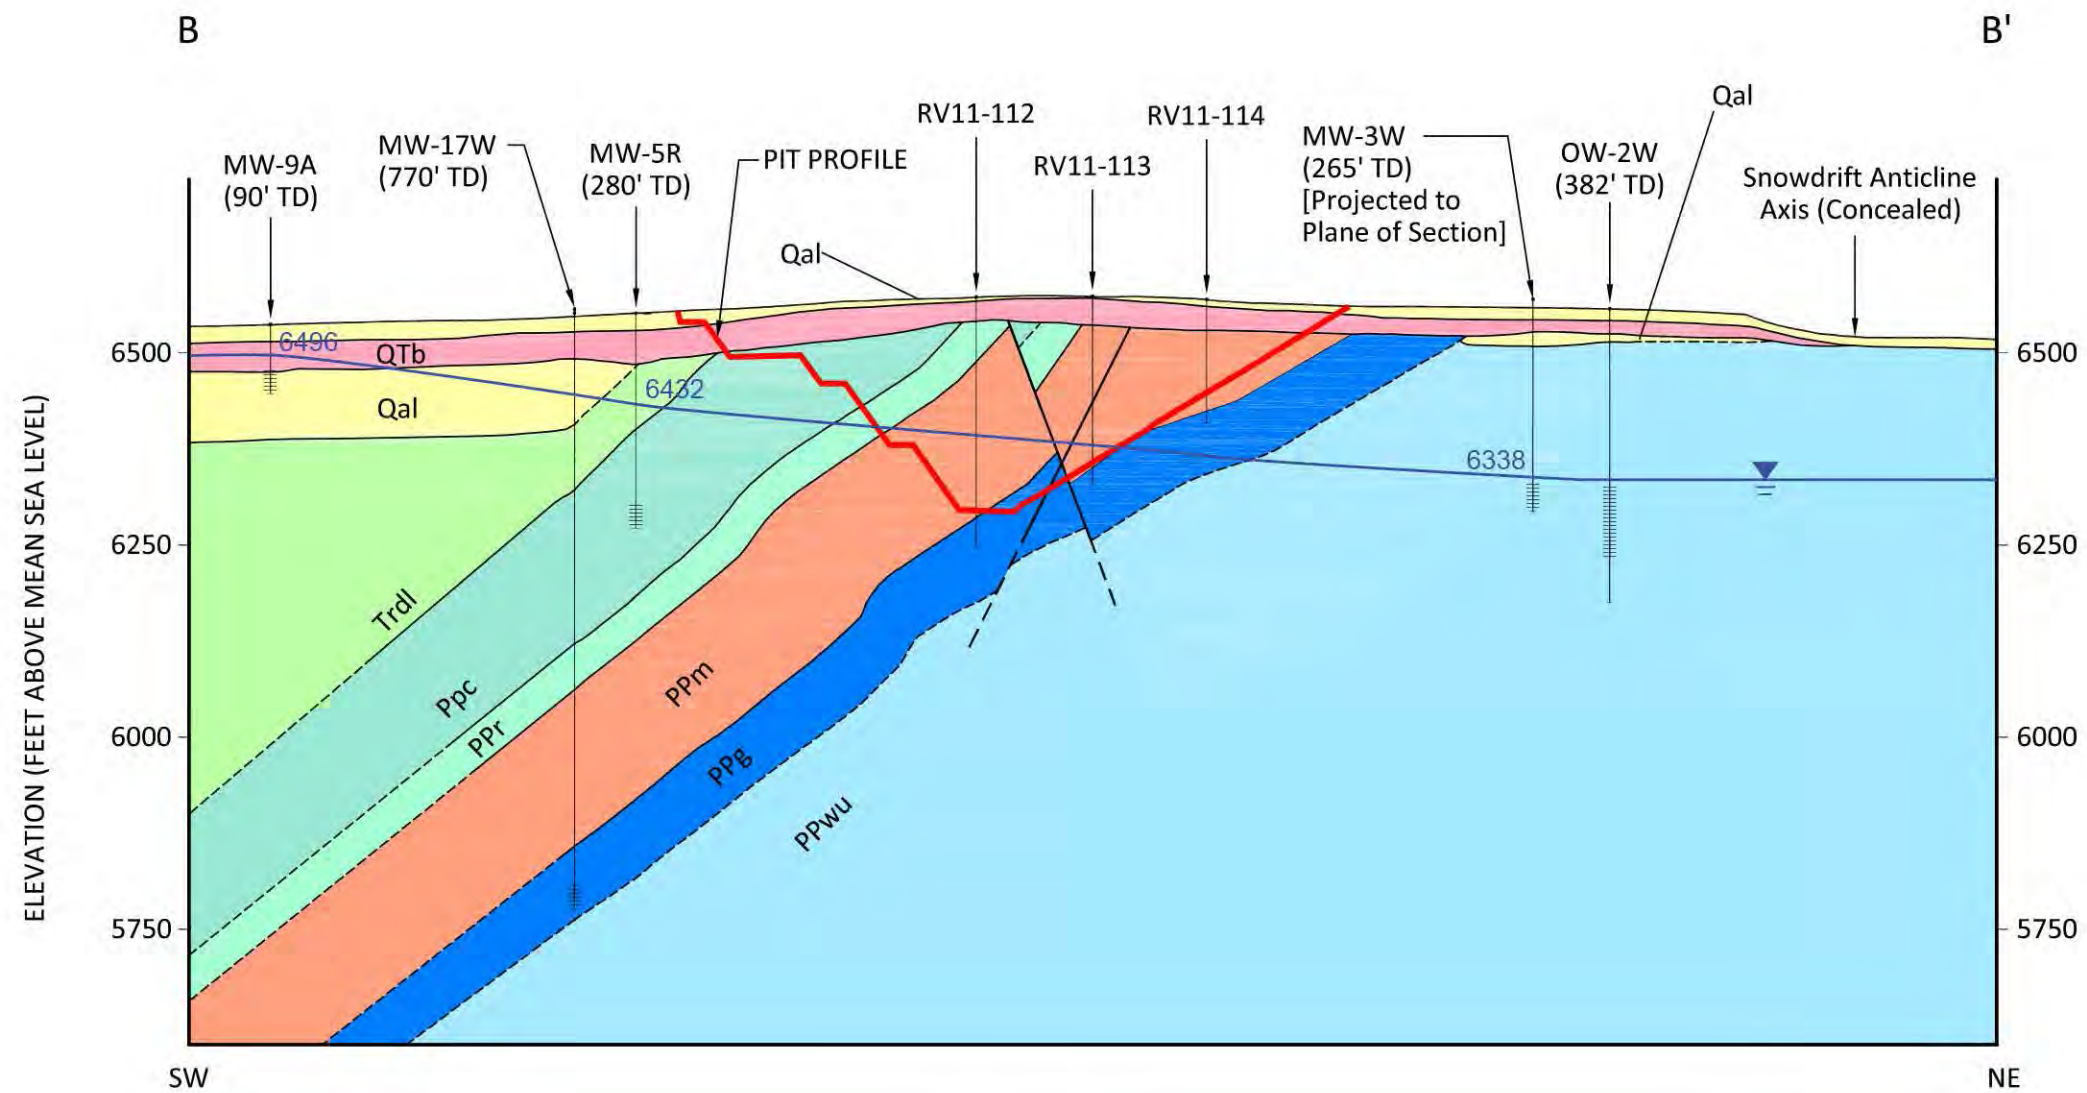 B
B'
Qal
RV11-112
RV11-114
MW-3W
(265' TD)
[Projected to
Plane of Section]
MW-17W
(770' TD)
MW-5R
(280' TD)
PIT PROFILE
OW-2W
(382' TD)
MW-9A
(90' TD)
RV11-113
Snowdrift Anticline
Axis (Concealed)
Qal
6496
6500
QTb
6500
6432
Qal
6338
6250
6250
Trdl
Ppc
PPr
PPm
6000
6000
PPg
PPwu
5750
5750
ELEVATION (FEET ABOVE MEAN SEA LEVEL)
SW
NE